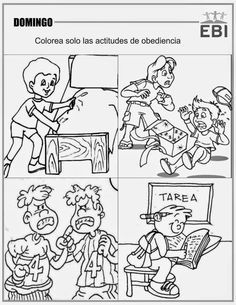 DOMINGO
EBI
Colorea solo las actitudes de obediencia
4
4
TAREA